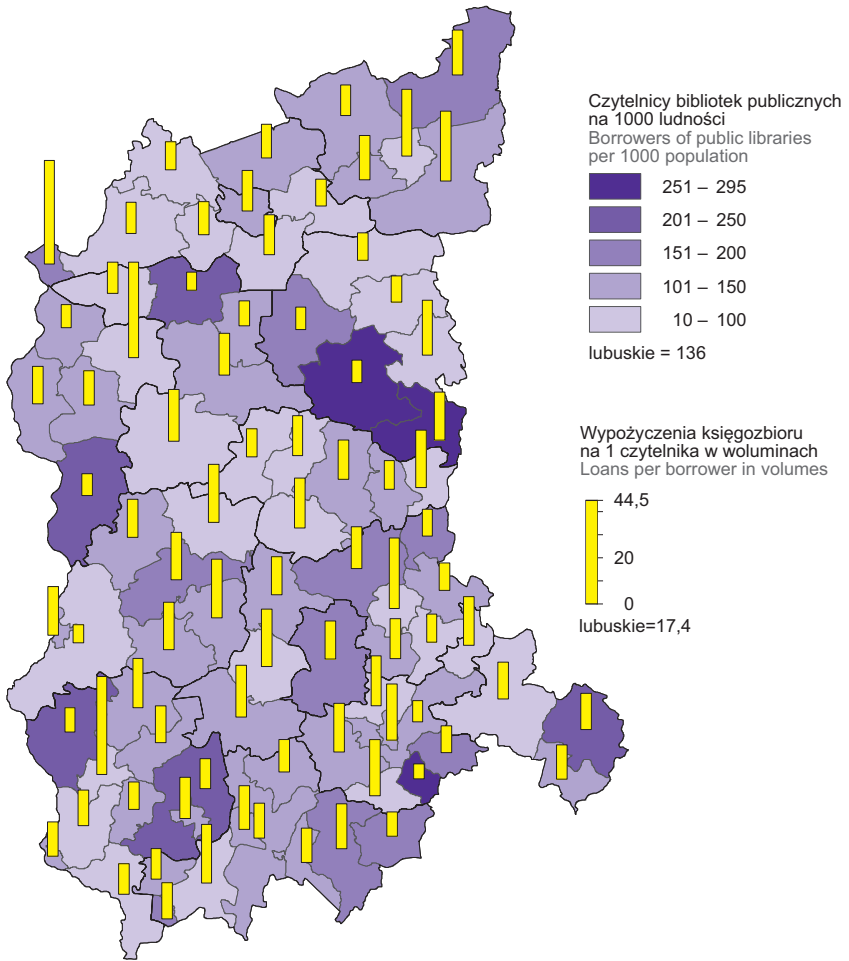 Czytelnicy bibliotek publicznych
na 1000 ludności
Borrowers of public libraries
per 1000 population
251 – 295
201 – 250
151 – 200
101 – 150
10 – 100
lubuskie = 136
Wypożyczenia księgozbioru
na 1 czytelnika w woluminach
Loans per borrower in volumes
44,5
20
0
lubuskie=17,4